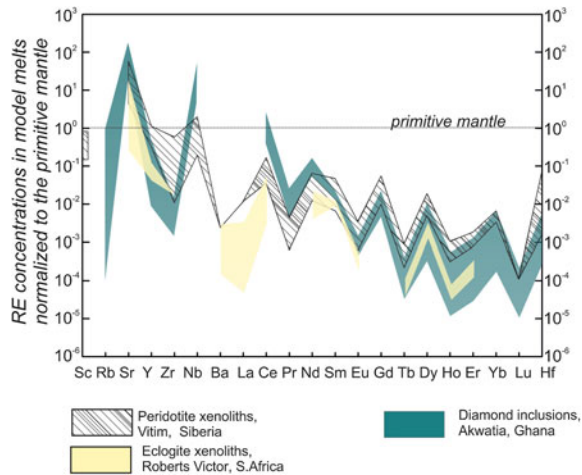 RE concentrations in model melts
normalized to the primitive mantle
10³
10²
10¹
10⁰
10⁻¹
10⁻²
10⁻³
10⁻⁴
10⁻⁵
10⁻⁶
primitive mantle
10³
10²
10¹
10⁰
10⁻¹
10⁻²
10⁻³
10⁻⁴
10⁻⁵
10⁻⁶
Sc Rb Sr Y Zr Nb Ba La Ce Pr Nd Sm Eu Gd Tb Dy Ho Er Yb Lu Hf
Peridotite xenoliths,
Vitim, Siberia
Eclogite xenoliths,
Roberts Victor, S.Africa
Diamond inclusions,
Akwatia, Ghana